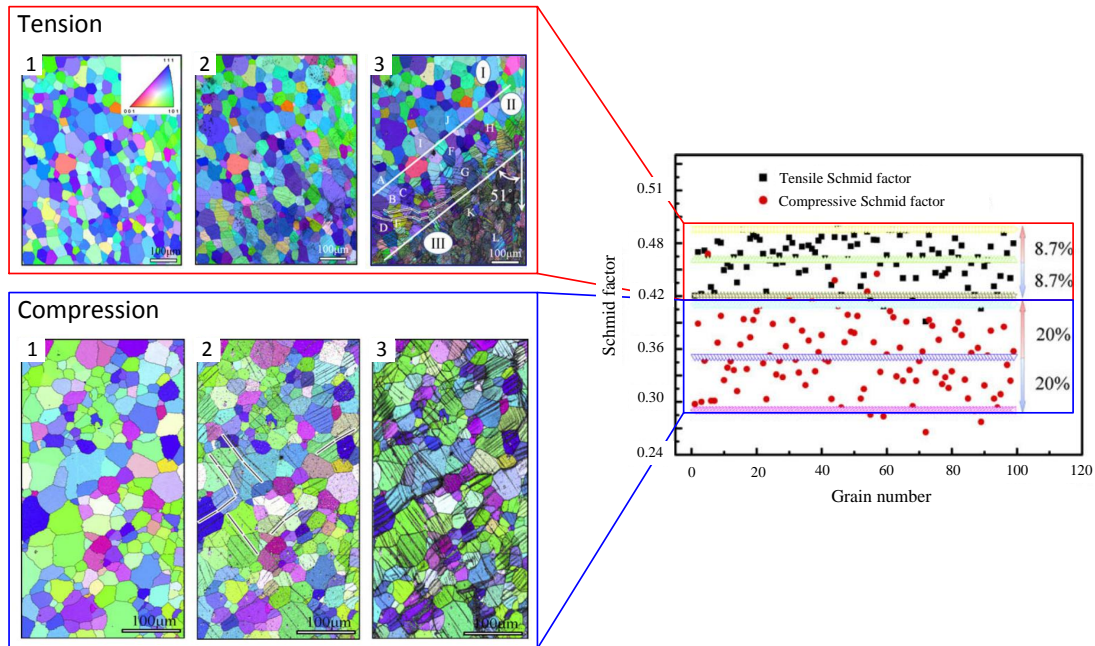 Tension
1
2
3
111
001
101
100μm
100μm
100μm
I
II
III
A
B
C
D
E
F
G
H
I
J
K
L
51°
Compression
1
2
3
100μm
100μm
100μm
Tensile Schmid factor
Compressive Schmid factor
Schmid factor
0.51
0.48
0.42
0.36
0.30
0.24
8.7%
8.7%
20%
20%
0 20 40 60 80 100 120
Grain number